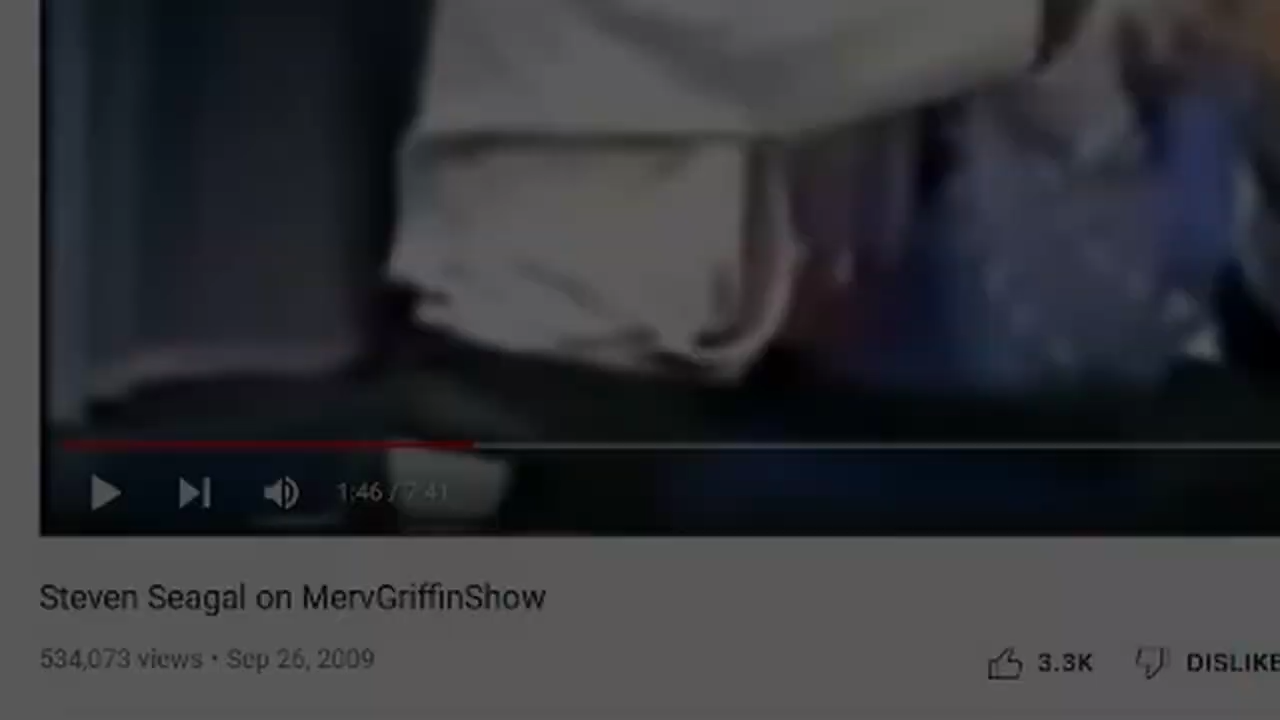 1:46 / 7:41
Steven Seagal on MervGriffinShow
534,073 views • Sep 26, 2009
3.3K DISLIKE